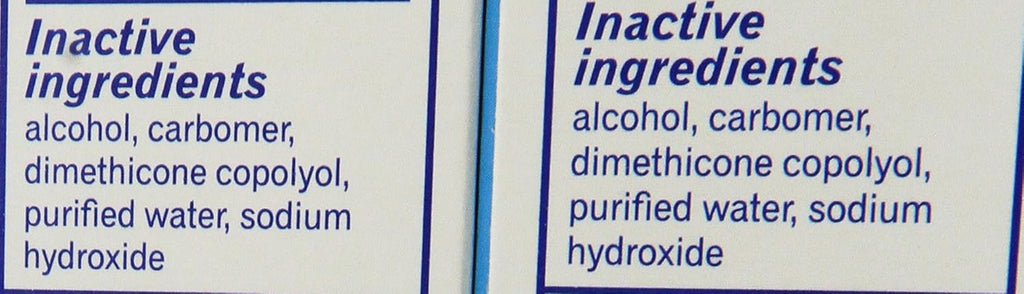 Inactive
ingredients
alcohol, carbomer,
dimethicone copolyol,
purified water, sodium
hydroxide
Inactive
ingredients
alcohol, carbomer,
dimethicone copolyol,
purified water, sodium
hydroxide